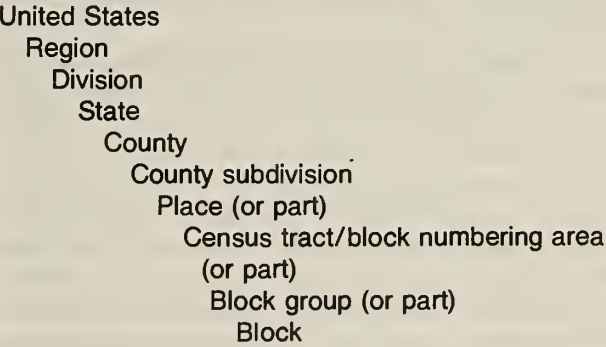 United States
Region
Division
State
County
County subdivision
Place (or part)
Census tract/block numbering area
(or part)
Block group (or part)
Block